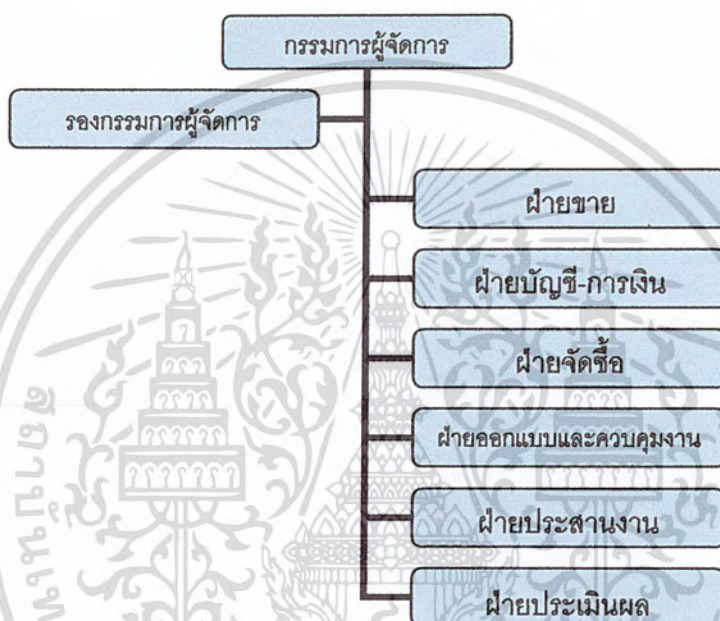 กรรมการผู้จัดการ
รองกรรมการผู้จัดการ
ฝ่ายขาย
ฝ่ายบัญชี-การเงิน
ฝ่ายจัดซื้อ
ฝ่ายออกแบบและควบคุมงาน
ฝ่ายประสานงาน
ฝ่ายประเมินผล